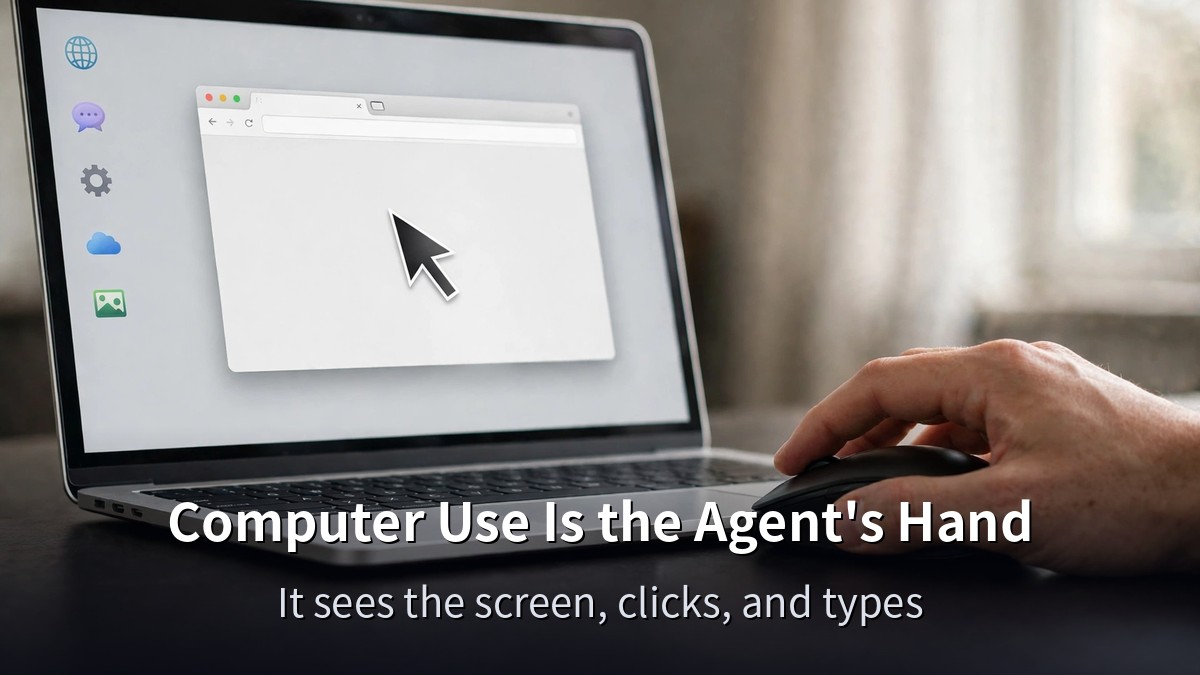 Computer Use Is the Agent's Hand
It sees the screen, clicks, and types